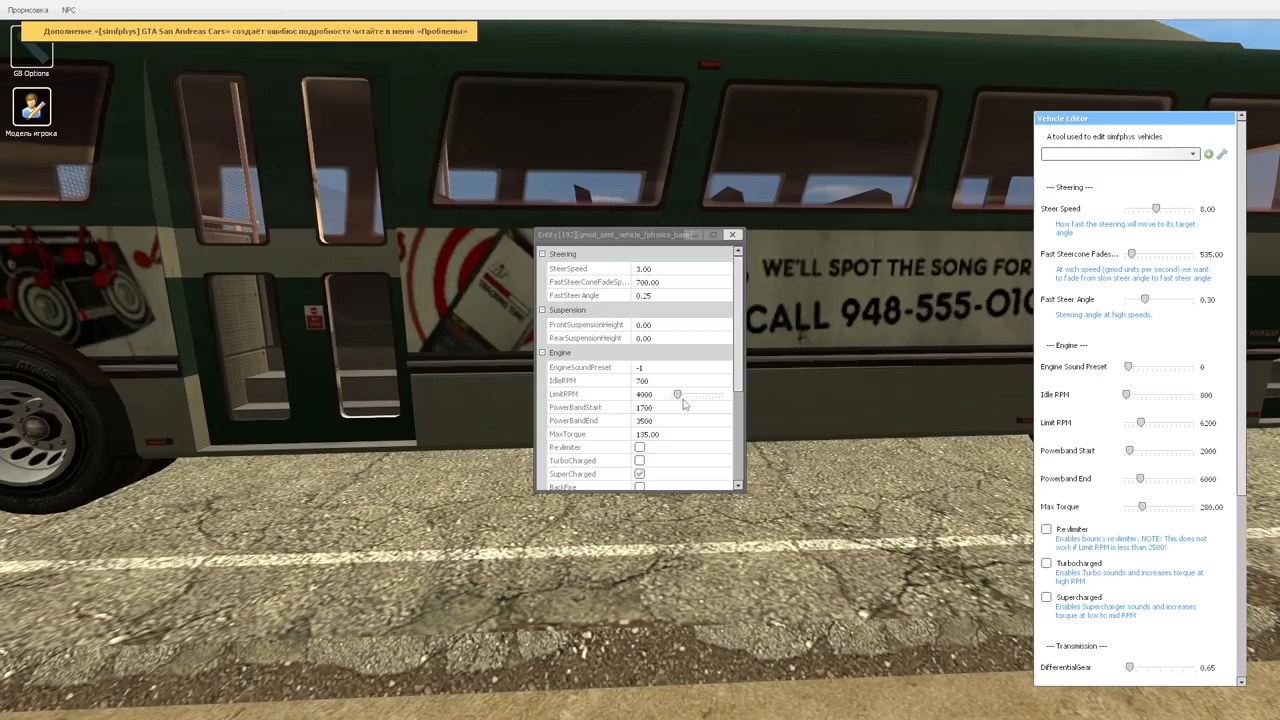 Прорисовка NPC
Дополнение «[simfphys] GTA San Andreas Cars» создаёт ошибки: подробности читайте в меню «Проблемы»
GB Options
Модель игрока
WE'LL SPOT THE SONG FOR
CALL 948-555-010
Entity [192][gmod_sent_vehicle_fphysics_base]
Steering
SteerSpeed 3.00
FastSteerConeFadeSp... 700.00
FastSteerAngle 0.25
Suspension
FrontSuspensionHeight 0.00
RearSuspensionHeight 0.00
Engine
EngineSoundPreset -1
IdleRPM 700
LimitRPM 4000
PowerBandStart 1700
PowerBandEnd 3500
MaxTorque 135.00
Revlimiter
TurboCharged
SuperCharged
BackFire
Vehicle Editor
A tool used to edit simfphys vehicles
--- Steering ---
Steer Speed 8.00
How fast the steering will move to its target
angle
Fast Steercone Fades... 535.00
At wich speed (gmod units per second) we want
to fade from slow steer angle to fast steer angle
Fast Steer Angle 0.30
Steering angle at high speeds.
--- Engine ---
Engine Sound Preset 0
Idle RPM 800
Limit RPM 6200
Powerband Start 2000
Powerband End 6000
Max Torque 280.00
Revlimiter
Enables bouncy revlimiter. NOTE: This does not
work if Limit RPM is less than 2500!
Turbocharged
Enables Turbo sounds and increases torque at
high RPM
Supercharged
Enables Supercharger sounds and increases
torque at low to mid RPM
--- Transmission ---
DifferentialGear 0.65